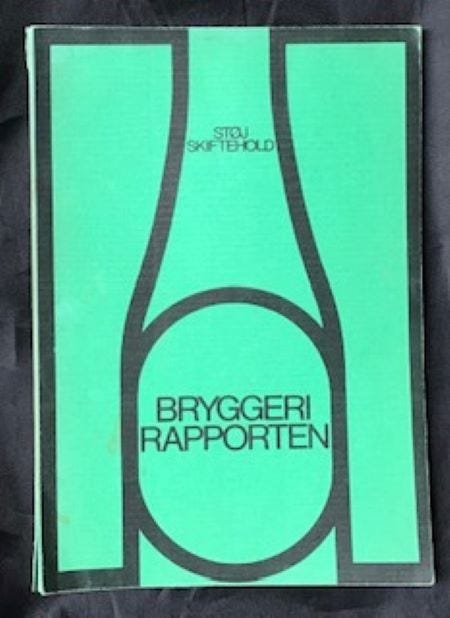 STØJ
SKIFTEHOLD
BRYGGERI
RAPPORTEN